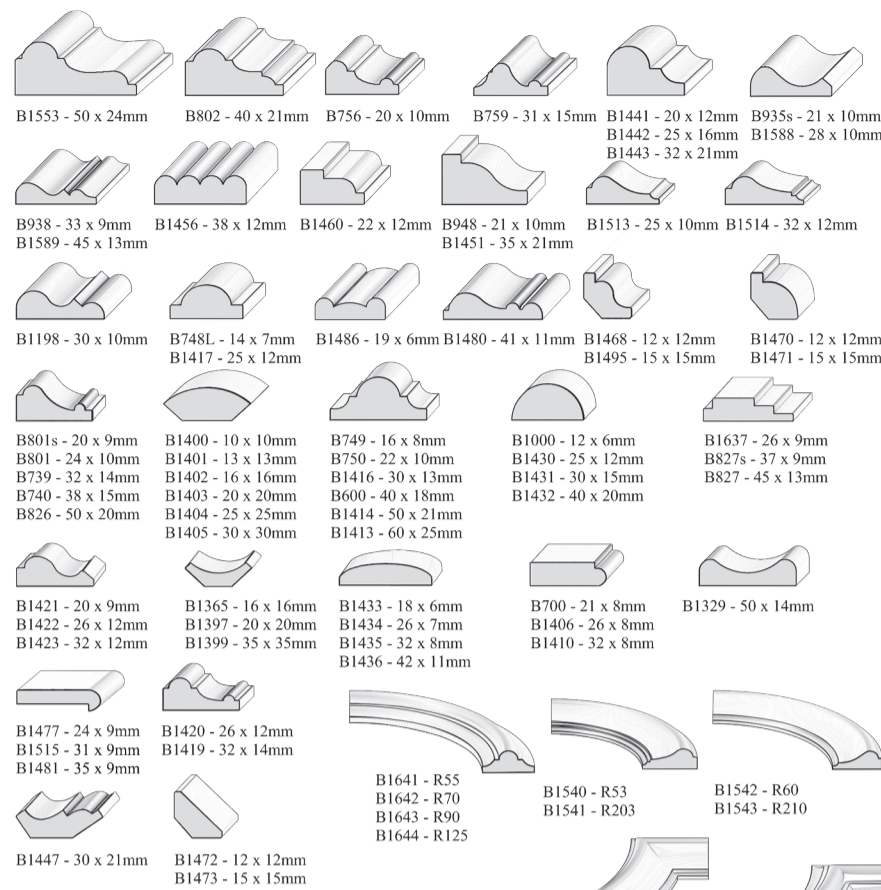 B1553 - 50 x 24mm
B802 - 40 x 21mm
B756 - 20 x 10mm
B759 - 31 x 15mm
B1441 - 20 x 12mm
B1442 - 25 x 16mm
B1443 - 32 x 21mm
B935s - 21 x 10mm
B1588 - 28 x 10mm
B938 - 33 x 9mm
B1589 - 45 x 13mm
B1456 - 38 x 12mm
B1460 - 22 x 12mm
B948 - 21 x 10mm
B1451 - 35 x 21mm
B1513 - 25 x 10mm
B1514 - 32 x 12mm
B1198 - 30 x 10mm
B748L - 14 x 7mm
B1417 - 25 x 12mm
B1486 - 19 x 6mm
B1480 - 41 x 11mm
B1468 - 12 x 12mm
B1495 - 15 x 15mm
B1470 - 12 x 12mm
B1471 - 15 x 15mm
B801s - 20 x 9mm
B801 - 24 x 10mm
B739 - 32 x 14mm
B740 - 38 x 15mm
B826 - 50 x 20mm
B1400 - 10 x 10mm
B1401 - 13 x 13mm
B1402 - 16 x 16mm
B1403 - 20 x 20mm
B1404 - 25 x 25mm
B1405 - 30 x 30mm
B749 - 16 x 8mm
B750 - 22 x 10mm
B1416 - 30 x 13mm
B600 - 40 x 18mm
B1414 - 50 x 21mm
B1413 - 60 x 25mm
B1000 - 12 x 6mm
B1430 - 25 x 12mm
B1431 - 30 x 15mm
B1432 - 40 x 20mm
B1637 - 26 x 9mm
B827s - 37 x 9mm
B827 - 45 x 13mm
B1421 - 20 x 9mm
B1422 - 26 x 12mm
B1423 - 32 x 12mm
B1365 - 16 x 16mm
B1397 - 20 x 20mm
B1399 - 35 x 35mm
B1433 - 18 x 6mm
B1434 - 26 x 7mm
B1435 - 32 x 8mm
B1436 - 42 x 11mm
B700 - 21 x 8mm
B1406 - 26 x 8mm
B1410 - 32 x 8mm
B1329 - 50 x 14mm
B1477 - 24 x 9mm
B1515 - 31 x 9mm
B1481 - 35 x 9mm
B1420 - 26 x 12mm
B1419 - 32 x 14mm
B1641 - R55
B1642 - R70
B1643 - R90
B1644 - R125
B1540 - R53
B1541 - R203
B1542 - R60
B1543 - R210
B1447 - 30 x 21mm
B1472 - 12 x 12mm
B1473 - 15 x 15mm